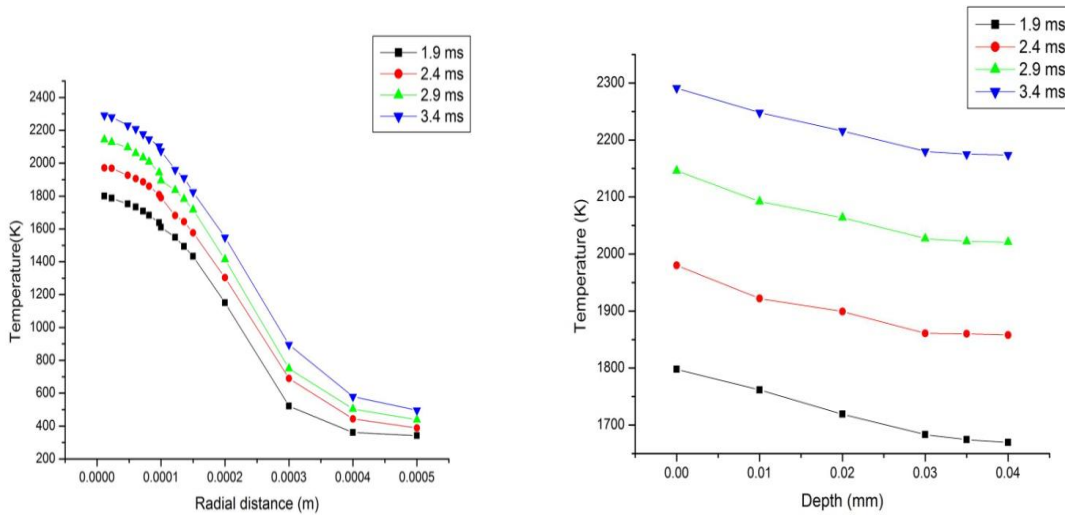 1.9 ms
2.4 ms
2.9 ms
3.4 ms
2400
2200
2000
1800
1600
1400
1200
1000
800
600
400
200
Temperature(K)
0.0000 0.0001 0.0002 0.0003 0.0004 0.0005
Radial distance (m)
1.9 ms
2.4 ms
2.9 ms
3.4 ms
2300
2200
2100
2000
1900
1800
1700
Temperature (K)
0.00 0.01 0.02 0.03 0.04
Depth (mm)